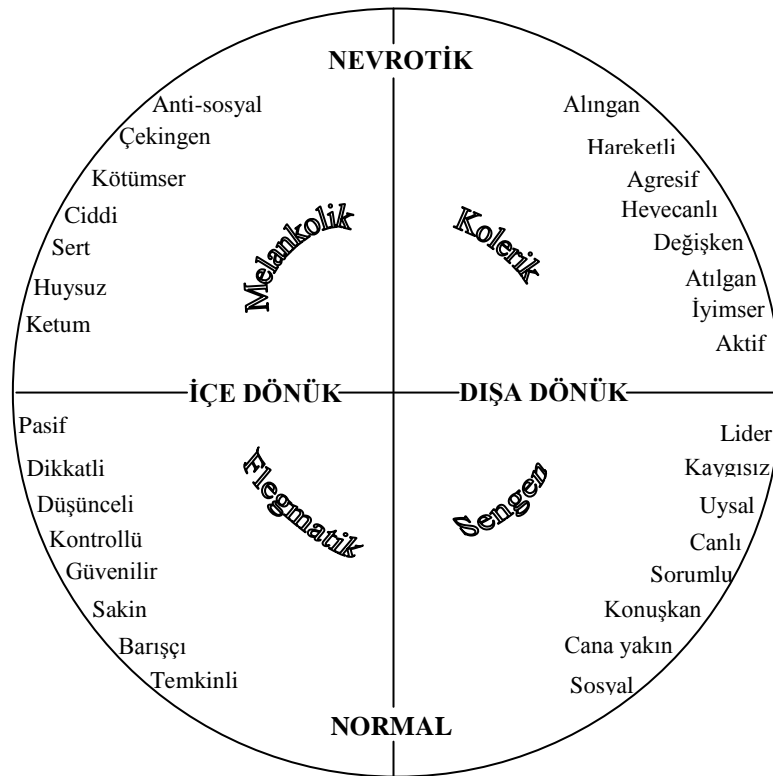 NEVROTİK
Anti-sosyal
Çekingen
Kötümser
Ciddi
Sert
Huysuz
Ketum
Melankolik
Alıngan
Hareketli
Agresif
Heyecanlı
Değişken
Atılgan
İyimser
Aktif
Kolerik
İÇE DÖNÜK
DIŞA DÖNÜK
Pasif
Dikkatli
Düşünceli
Kontrollü
Güvenilir
Sakin
Barışçı
Temkinli
Flegmatik
Lider
Kaygısız
Uysal
Canlı
Sorumlu
Konuşkan
Cana yakın
Sosyal
Sengen
NORMAL